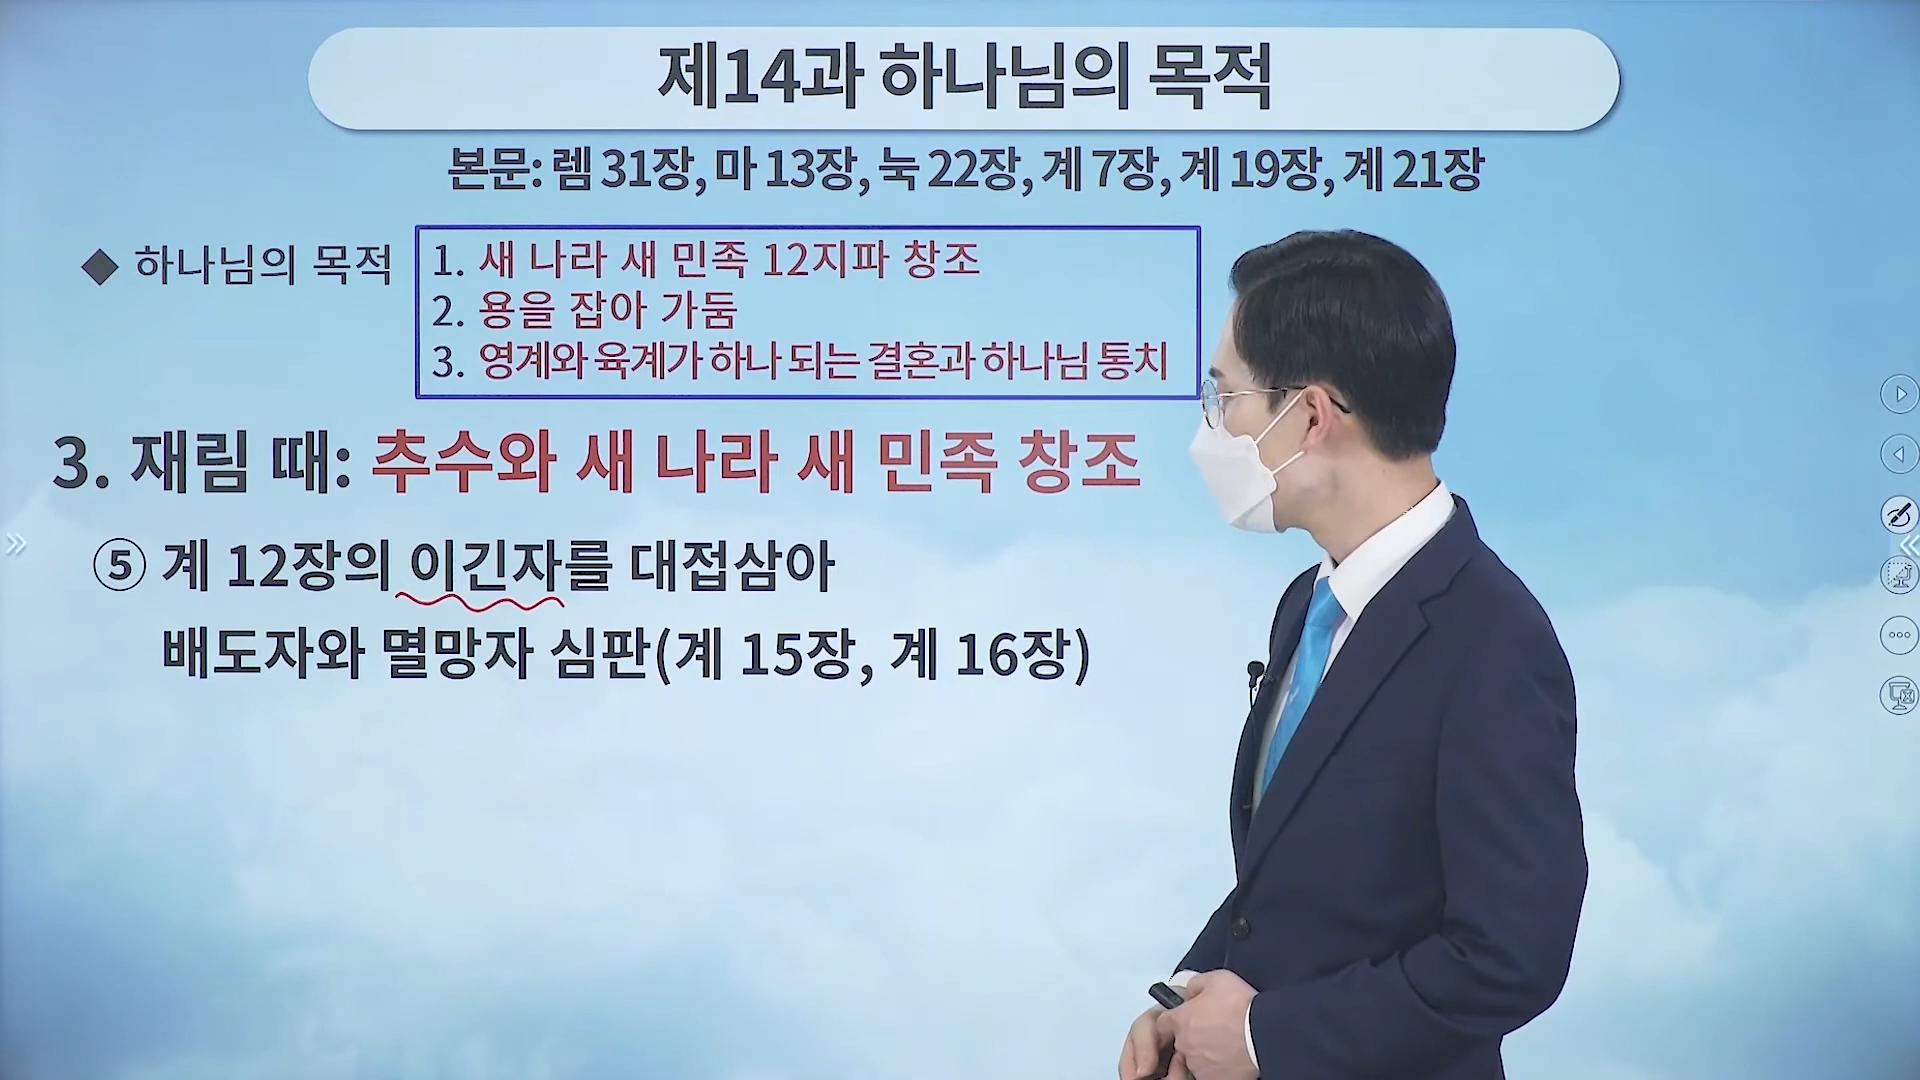 제14과 하나님의 목적
본문: 렘 31장, 마 13장, 눅 22장, 계 7장, 계 19장, 계 21장
◆ 하나님의 목적
1. 새 나라 새 민족 12지파 창조
2. 용을 잡아 가둠
3. 영계와 육계가 하나 되는 결혼과 하나님 통치
3. 재림 때: 추수와 새 나라 새 민족 창조
⑤ 계 12장의 이긴자를 대접삼아
배도자와 멸망자 심판(계 15장, 계 16장)